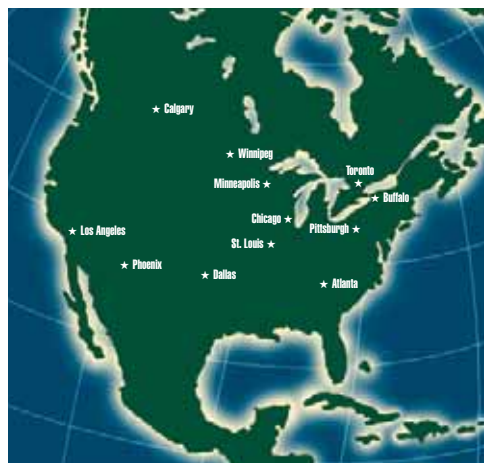 Calgary
Winnipeg
Toronto
Minneapolis
Buffalo
Chicago
Pittsburgh
Los Angeles
St. Louis
Phoenix
Dallas
Atlanta